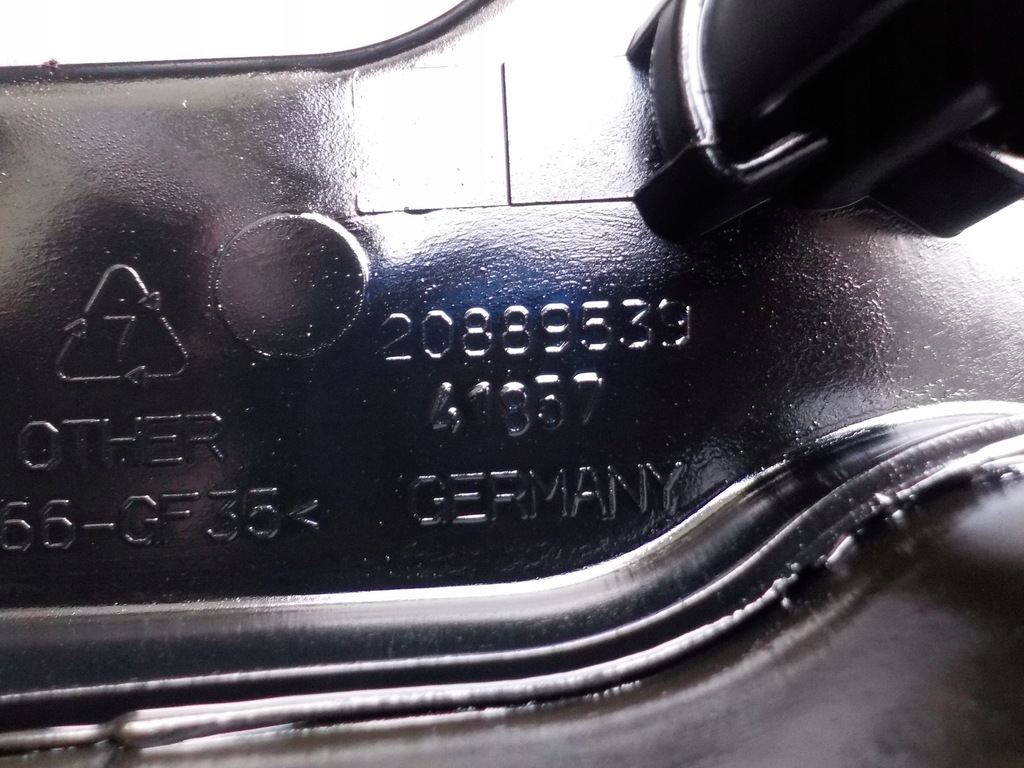 7
20889539
41857
OTHER
GERMANY
66-GF35<